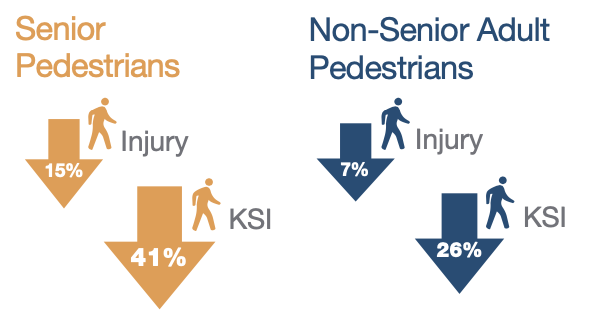 Senior
Pedestrians
15%
Injury
41%
KSI
Non-Senior Adult
Pedestrians
7%
Injury
26%
KSI